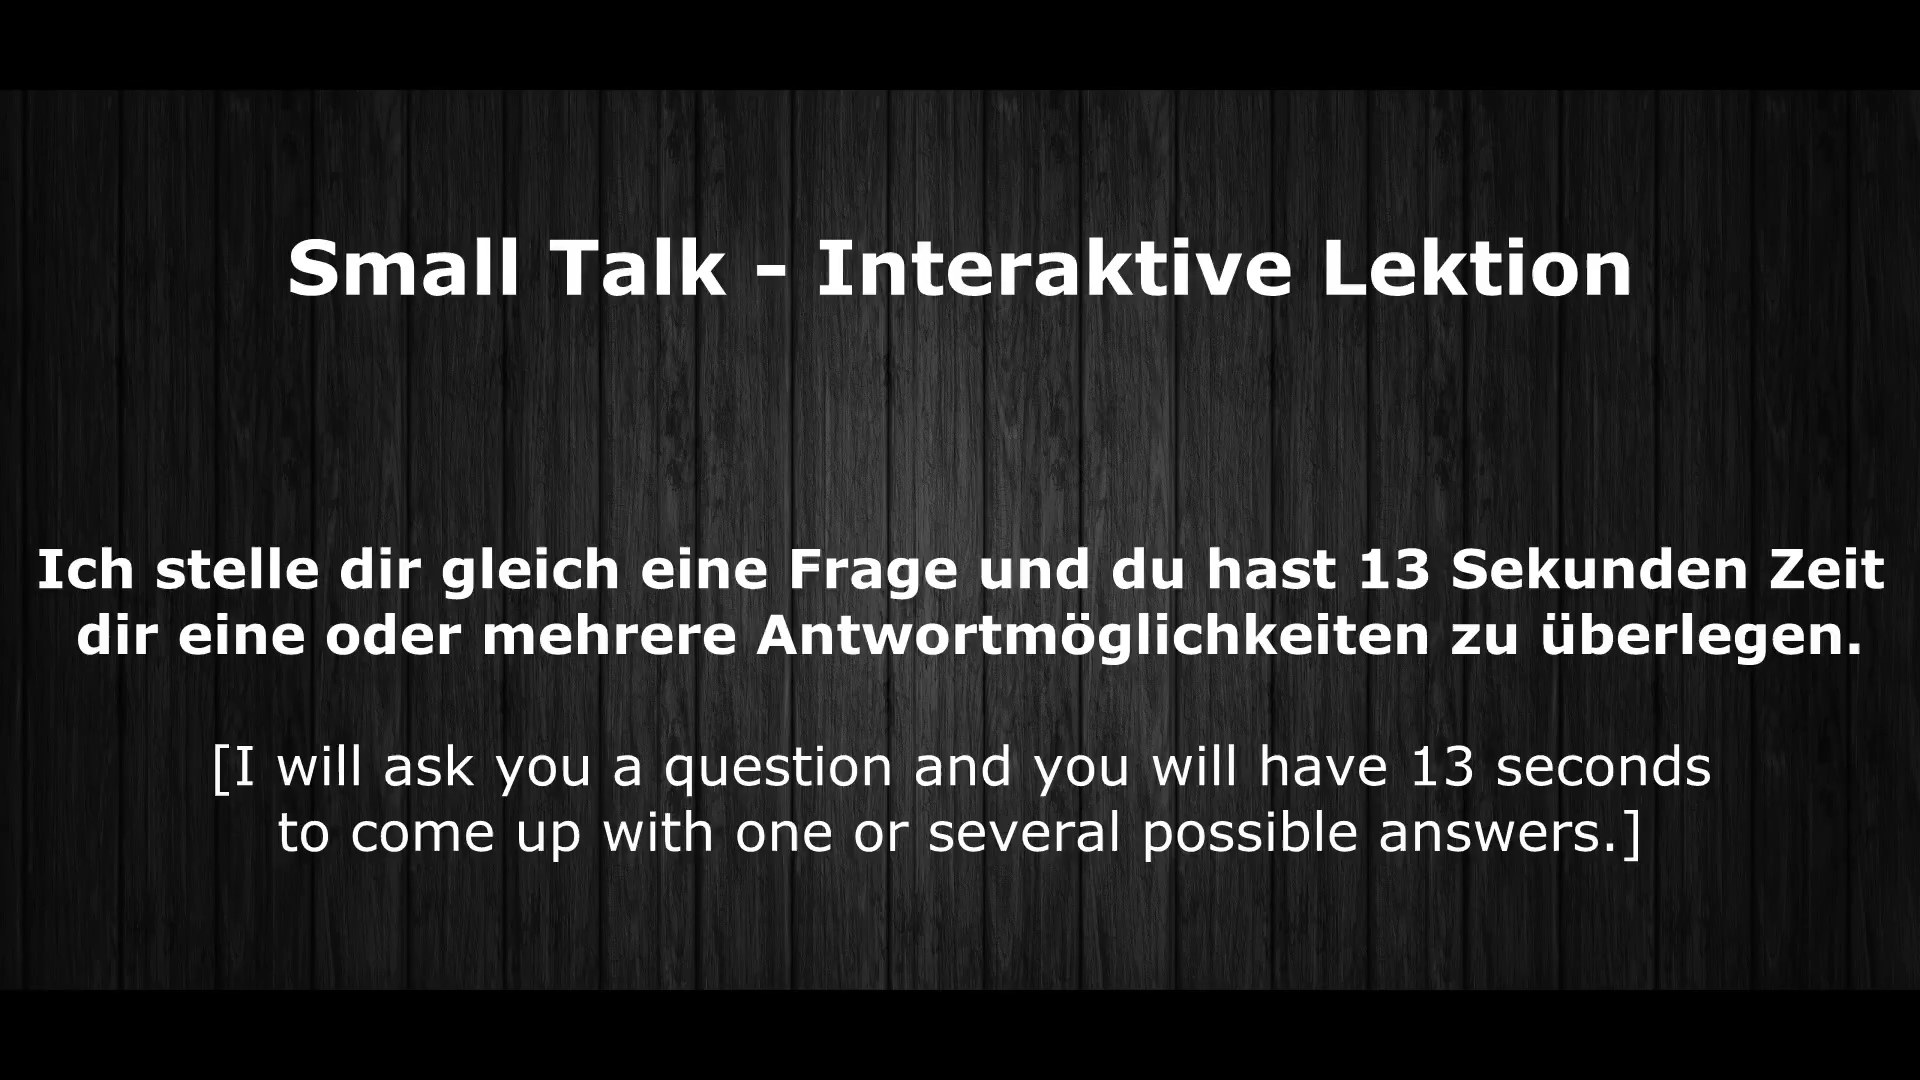 Small Talk - Interaktive Lektion
Ich stelle dir gleich eine Frage und du hast 13 Sekunden Zeit
dir eine oder mehrere Antwortmöglichkeiten zu überlegen.
[I will ask you a question and you will have 13 seconds
to come up with one or several possible answers.]